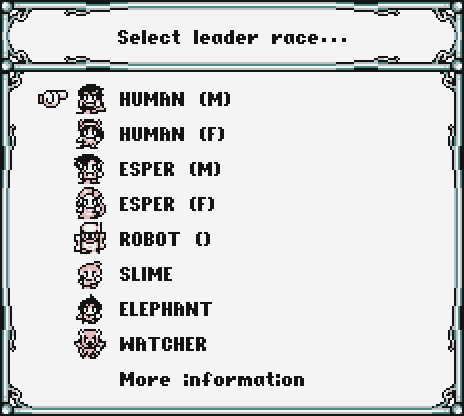 Select leader race...
HUMAN (M)
HUMAN (F)
ESPER (M)
ESPER (F)
ROBOT ()
SLIME
ELEPHANT
WATCHER
More information